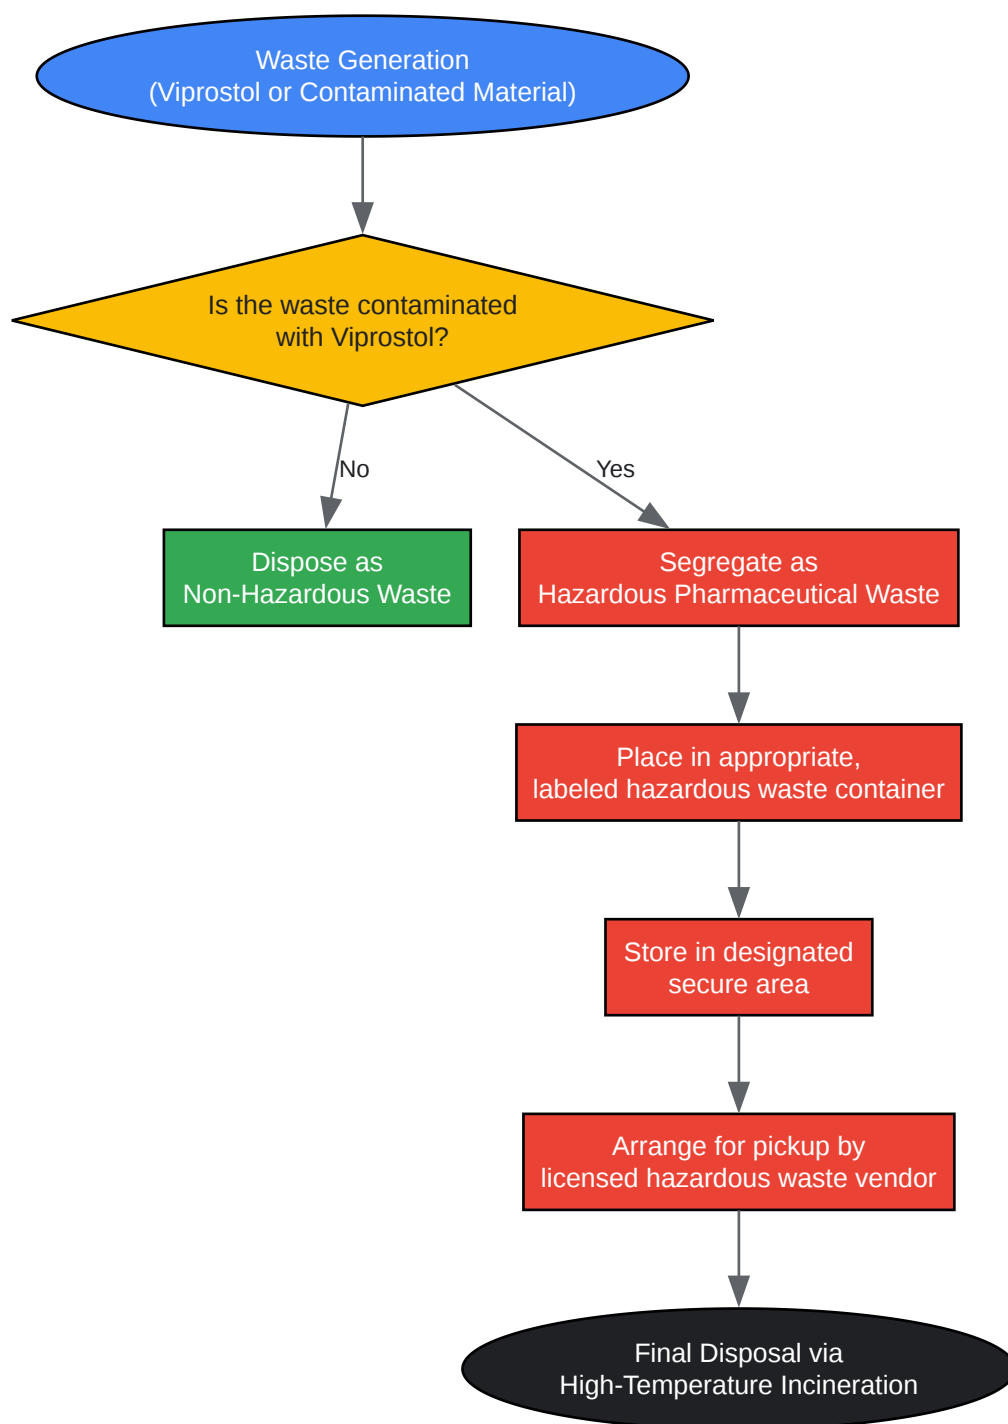 Waste Generation
(Viprostol or Contaminated Material)
Is the waste contaminated
with Viprostol?
No
Yes
Dispose as
Non-Hazardous Waste
Segregate as
Hazardous Pharmaceutical Waste
Place in appropriate,
labeled hazardous waste container
Store in designated
secure area
Arrange for pickup by
licensed hazardous waste vendor
Final Disposal via
High-Temperature Incineration